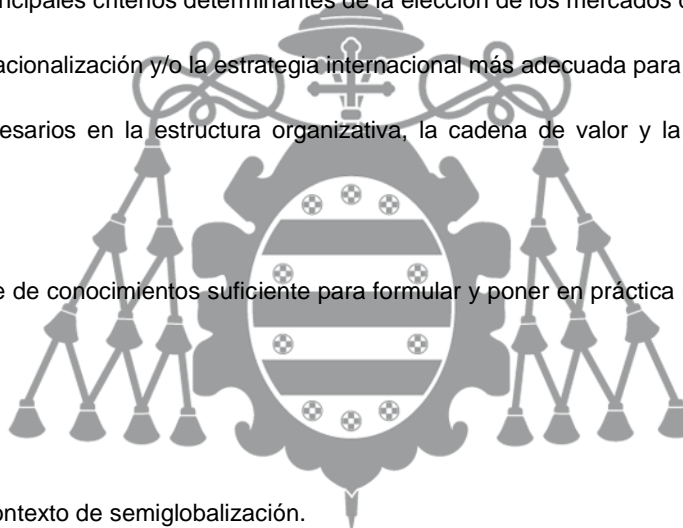 ncipales criterios determinantes de la elección de los mercados
acionalización y/o la estrategia internacional más adecuada para
esarios en la estructura organizativa, la cadena de valor y la
e de conocimientos suficiente para formular y poner en práctica
ontexto de semiglobalización.